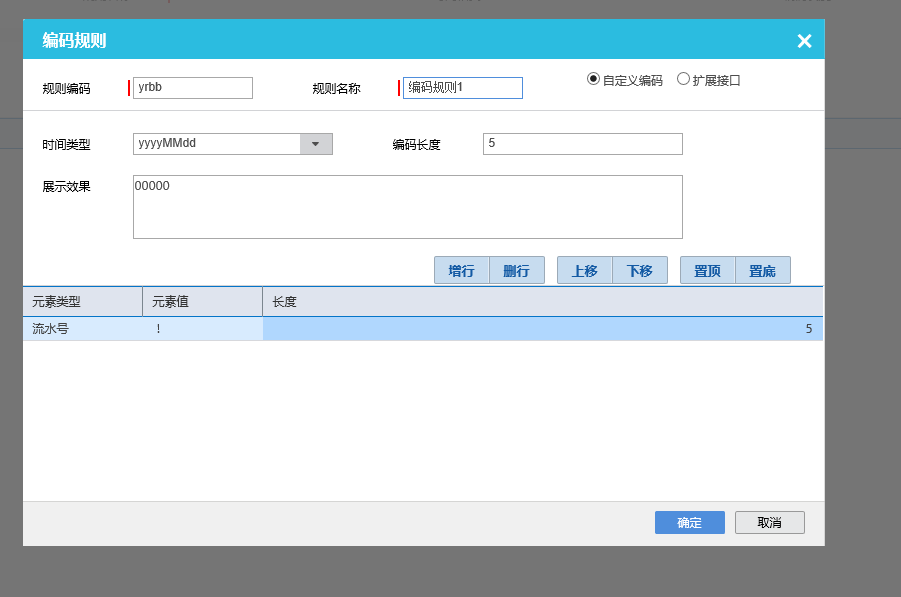 编码规则
规则编码 yrbb 规则名称 编码规则1 自定义编码 扩展接口
时间类型 yyyyMMdd 编码长度 5
展示效果 00000
增行 删行 上移 下移 置顶 置底
元素类型 元素值 长度
流水号 ! 5
确定 取消